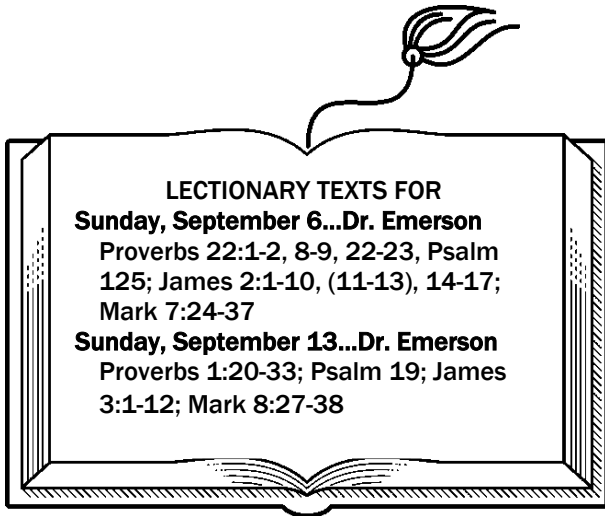 LECTIONARY TEXTS FOR
Sunday, September 6...Dr. Emerson
Proverbs 22:1-2, 8-9, 22-23, Psalm
125; James 2:1-10, (11-13), 14-17;
Mark 7:24-37
Sunday, September 13...Dr. Emerson
Proverbs 1:20-33; Psalm 19; James
3:1-12; Mark 8:27-38